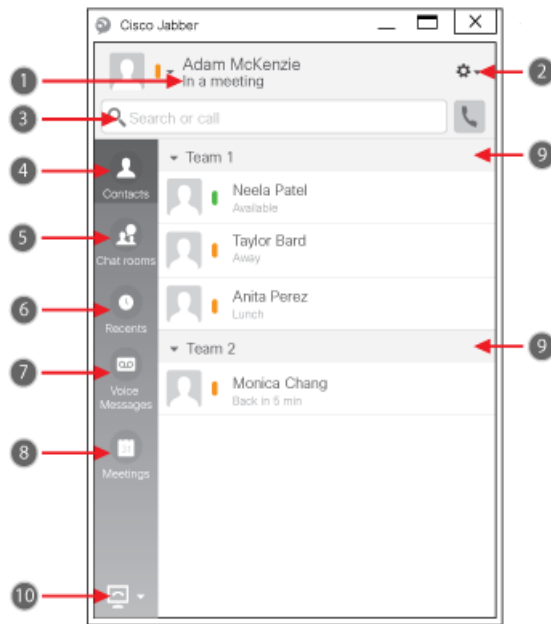 Cisco Jabber
Adam McKenzie
In a meeting
1
2
3
Search or call
4
Contacts
Team 1
9
Neela Patel
Available
5
Chat rooms
Taylor Bard
Away
6
Recents
Anita Perez
Lunch
Team 2
9
7
Voice
Messages
Monica Chang
Back in 5 min
8
31
Meetings
10